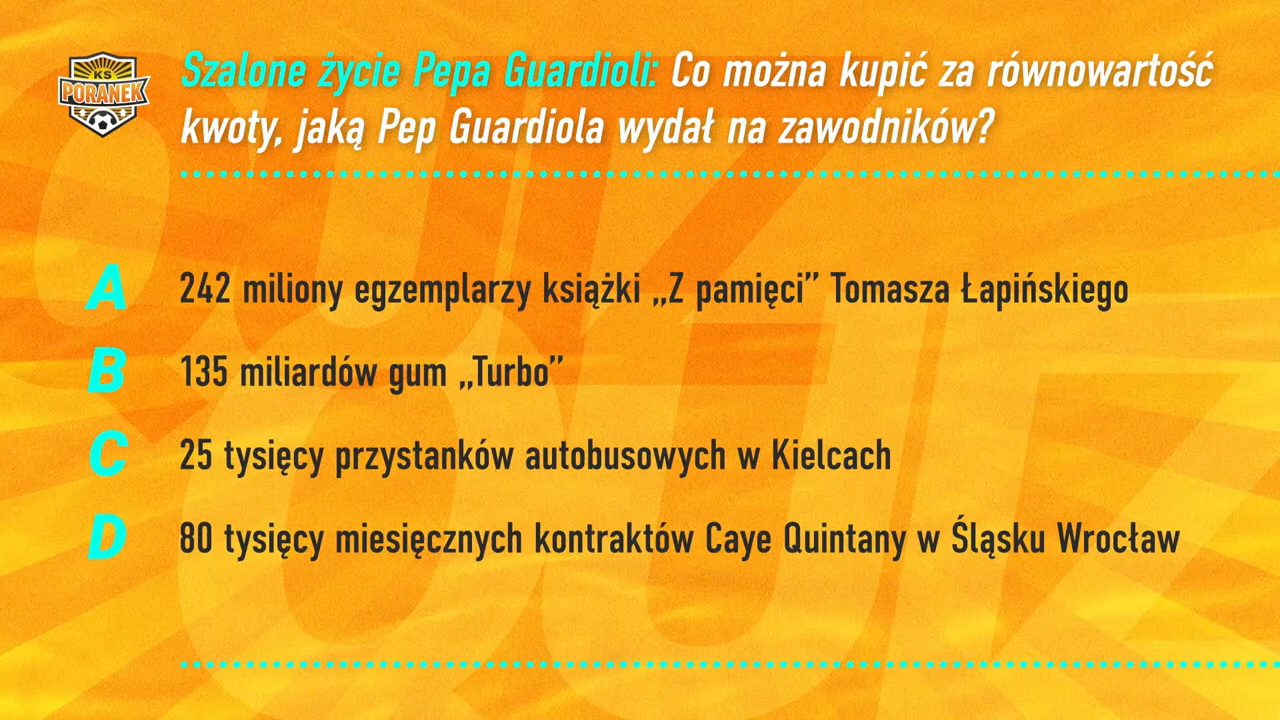 KS
PORANEK
Szalone życie Pepa Guardioli: Co można kupić za równowartość
kwoty, jaką Pep Guardiola wydał na zawodników?
A 242 miliony egzemplarzy książki „Z pamięci” Tomasza Łapińskiego
B 135 miliardów gum „Turbo”
C 25 tysięcy przystanków autobusowych w Kielcach
D 80 tysięcy miesięcznych kontraktów Caye Quintany w Śląsku Wrocław
QUIZ
QUIZ